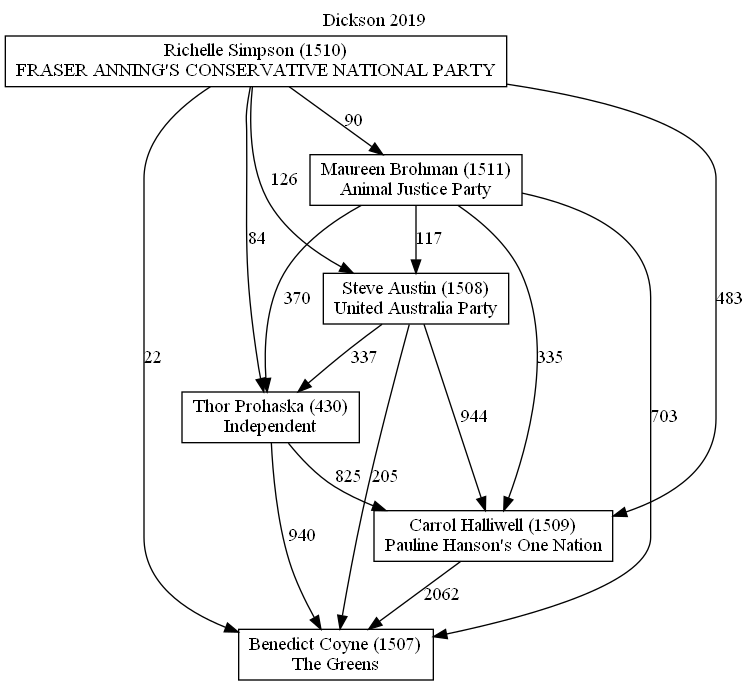 Dickson 2019
Richelle Simpson (1510)
FRASER ANNING'S CONSERVATIVE NATIONAL PARTY
90
Maureen Brohman (1511)
Animal Justice Party
126
84
117
483
Steve Austin (1508)
United Australia Party
370
22
337
335
Thor Prohaska (430)
Independent
944
703
825
205
Carrol Halliwell (1509)
Pauline Hanson's One Nation
940
2062
Benedict Coyne (1507)
The Greens